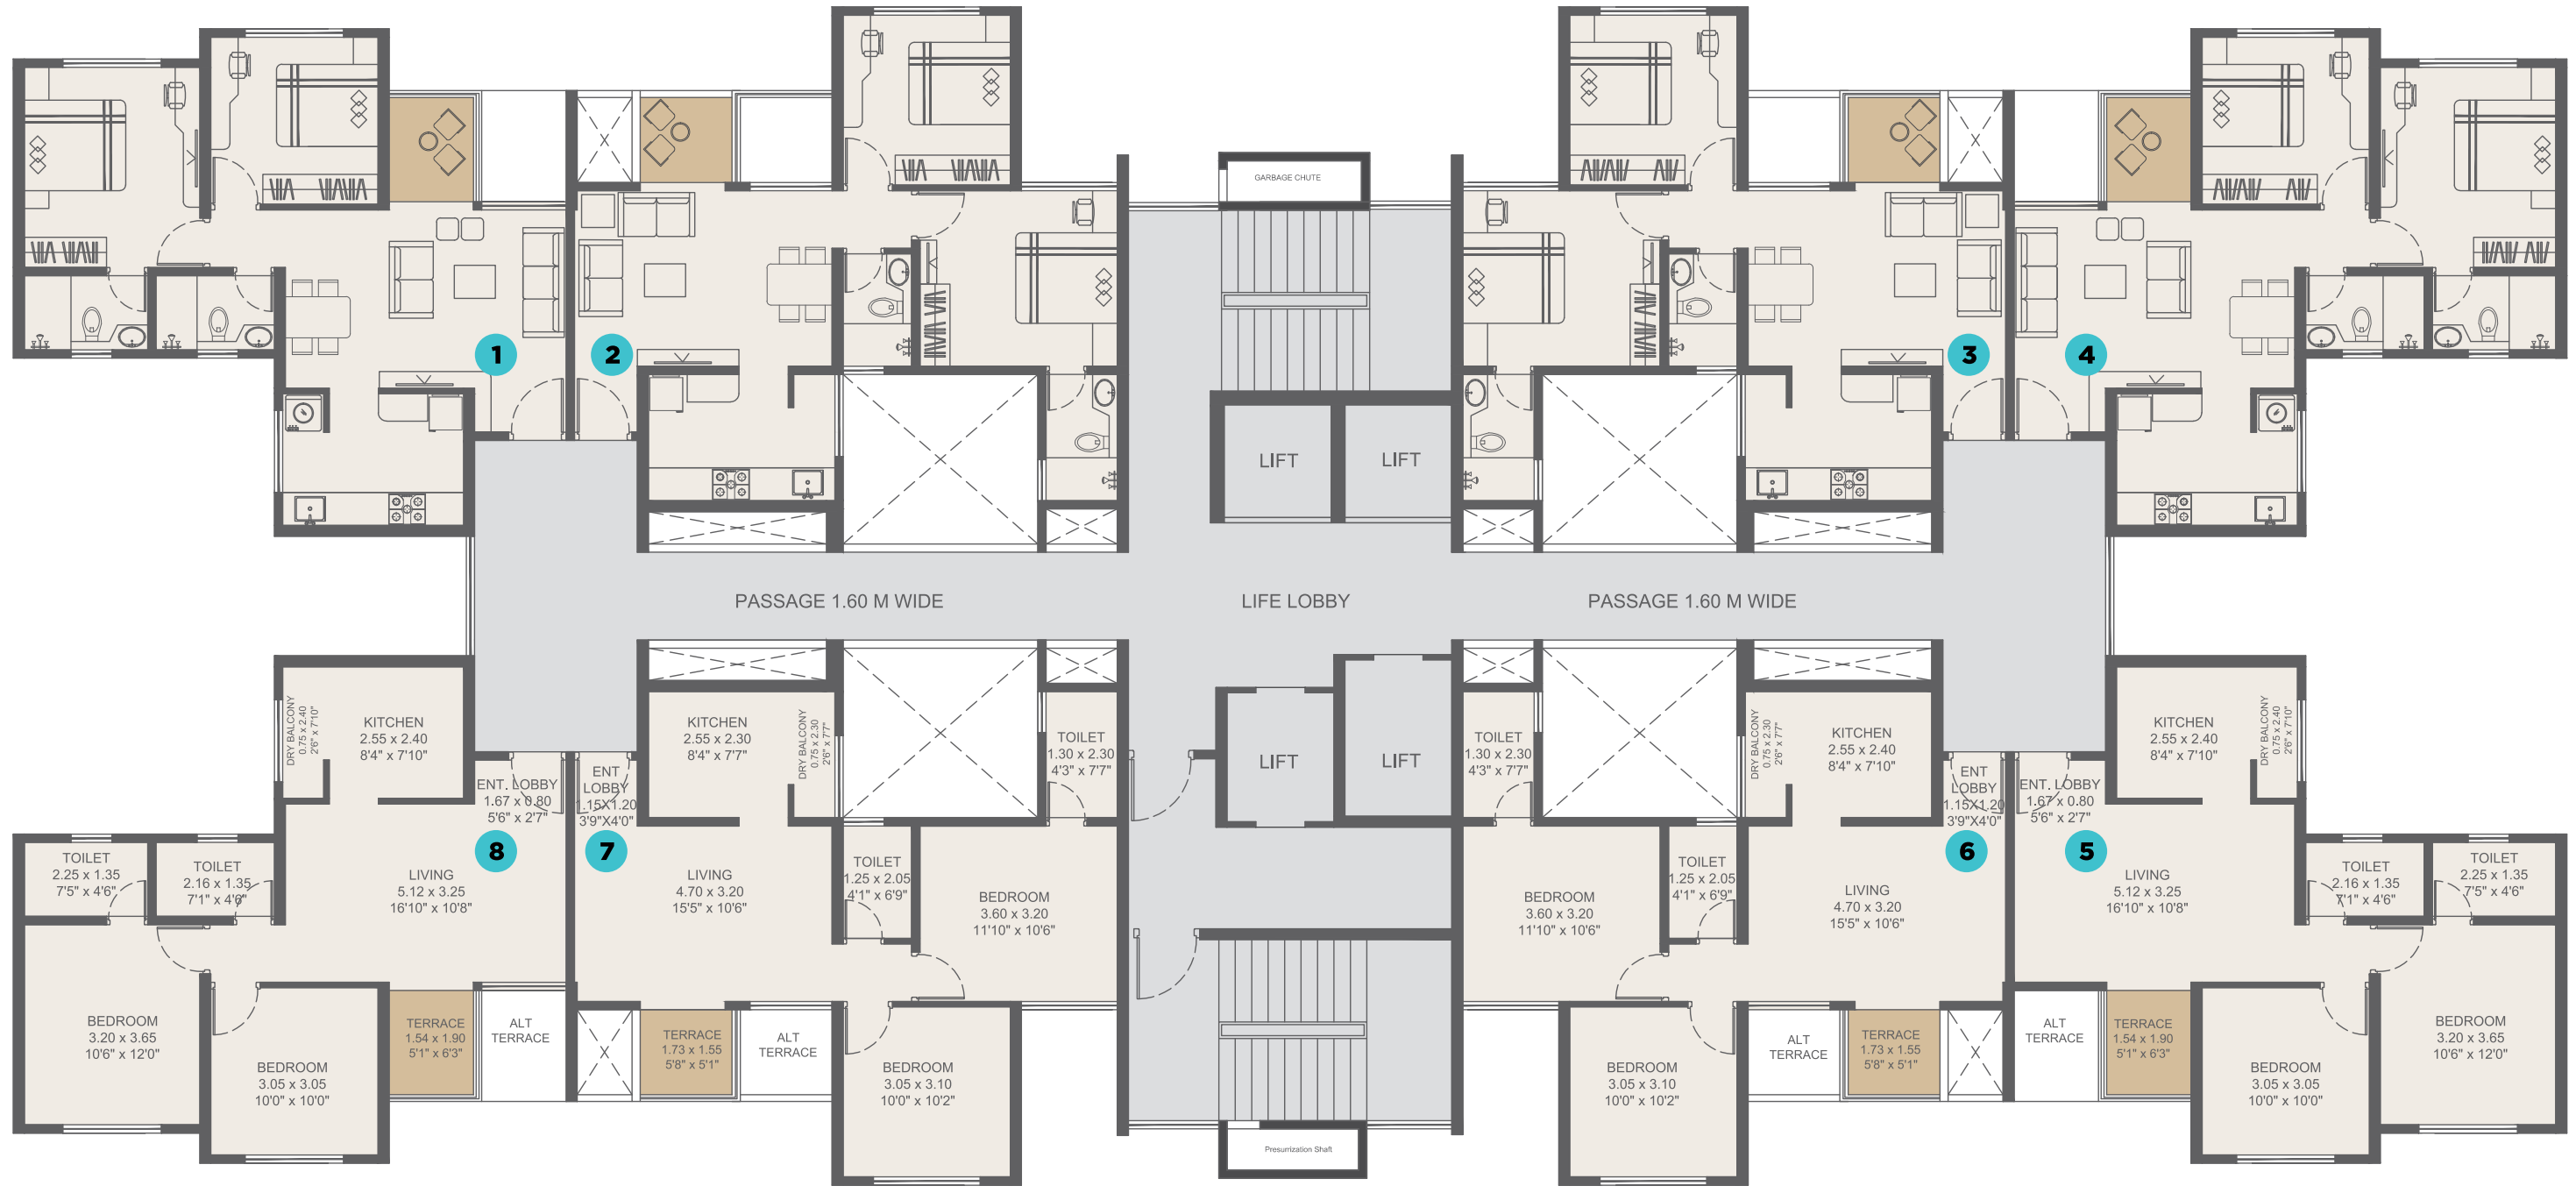 GARBAGE CHUTE
1
2
3
4
LIFT
LIFT
PASSAGE 1.60 M WIDE
LIFE LOBBY
PASSAGE 1.60 M WIDE
DRY BALCONY
0.75 x 2.40
2'6" x 7'10"
KITCHEN
2.55 x 2.40
8'4" x 7'10"
ENT. LOBBY
1.67 x 0.80
5'6" x 2'7"
8
TOILET
2.25 x 1.35
7'5" x 4'6"
TOILET
2.16 x 1.35
7'1" x 4'6"
LIVING
5.12 x 3.25
16'10" x 10'8"
BEDROOM
3.20 x 3.65
10'6" x 12'0"
BEDROOM
3.05 x 3.05
10'0" x 10'0"
TERRACE
1.54 x 1.90
5'1" x 6'3"
ALT
TERRACE
KITCHEN
2.55 x 2.30
8'4" x 7'7"
DRY BALCONY
0.75 x 2.30
2'6" x 7'7"
ENT
LOBBY
1.15X1.20
3'9"X4'0"
7
LIVING
4.70 x 3.20
15'5" x 10'6"
TOILET
1.25 x 2.05
4'1" x 6'9"
TOILET
1.30 x 2.30
4'3" x 7'7"
BEDROOM
3.60 x 3.20
11'10" x 10'6"
TERRACE
1.73 x 1.55
5'8" x 5'1"
ALT
TERRACE
BEDROOM
3.05 x 3.10
10'0" x 10'2"
LIFT
LIFT
Presurrization Shaft
TOILET
1.30 x 2.30
4'3" x 7'7"
DRY BALCONY
0.75 x 2.30
2'6" x 7'7"
KITCHEN
2.55 x 2.40
8'4" x 7'10"
ENT
LOBBY
1.15X1.20
3'9"X4'0"
6
BEDROOM
3.60 x 3.20
11'10" x 10'6"
TOILET
1.25 x 2.05
4'1" x 6'9"
LIVING
4.70 x 3.20
15'5" x 10'6"
BEDROOM
3.05 x 3.10
10'0" x 10'2"
ALT
TERRACE
TERRACE
1.73 x 1.55
5'8" x 5'1"
KITCHEN
2.55 x 2.40
8'4" x 7'10"
DRY BALCONY
0.75 x 2.40
2'6" x 7'10"
ENT. LOBBY
1.67 x 0.80
5'6" x 2'7"
5
LIVING
5.12 x 3.25
16'10" x 10'8"
TOILET
2.16 x 1.35
7'1" x 4'6"
TOILET
2.25 x 1.35
7'5" x 4'6"
ALT
TERRACE
TERRACE
1.54 x 1.90
5'1" x 6'3"
BEDROOM
3.05 x 3.05
10'0" x 10'0"
BEDROOM
3.20 x 3.65
10'6" x 12'0"